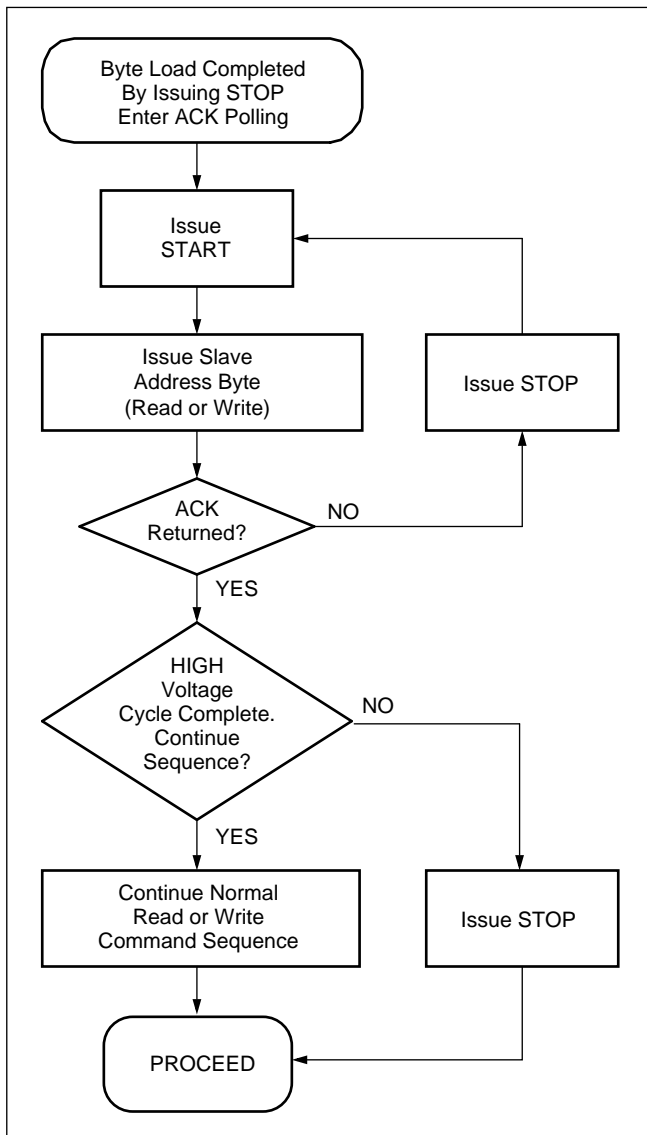 Byte Load Completed
By Issuing STOP
Enter ACK Polling
Issue
START
Issue Slave
Address Byte
(Read or Write)
Issue STOP
ACK
Returned?
NO
YES
HIGH
Voltage
Cycle Complete.
Continue
Sequence?
NO
YES
Continue Normal
Read or Write
Command Sequence
Issue STOP
PROCEED